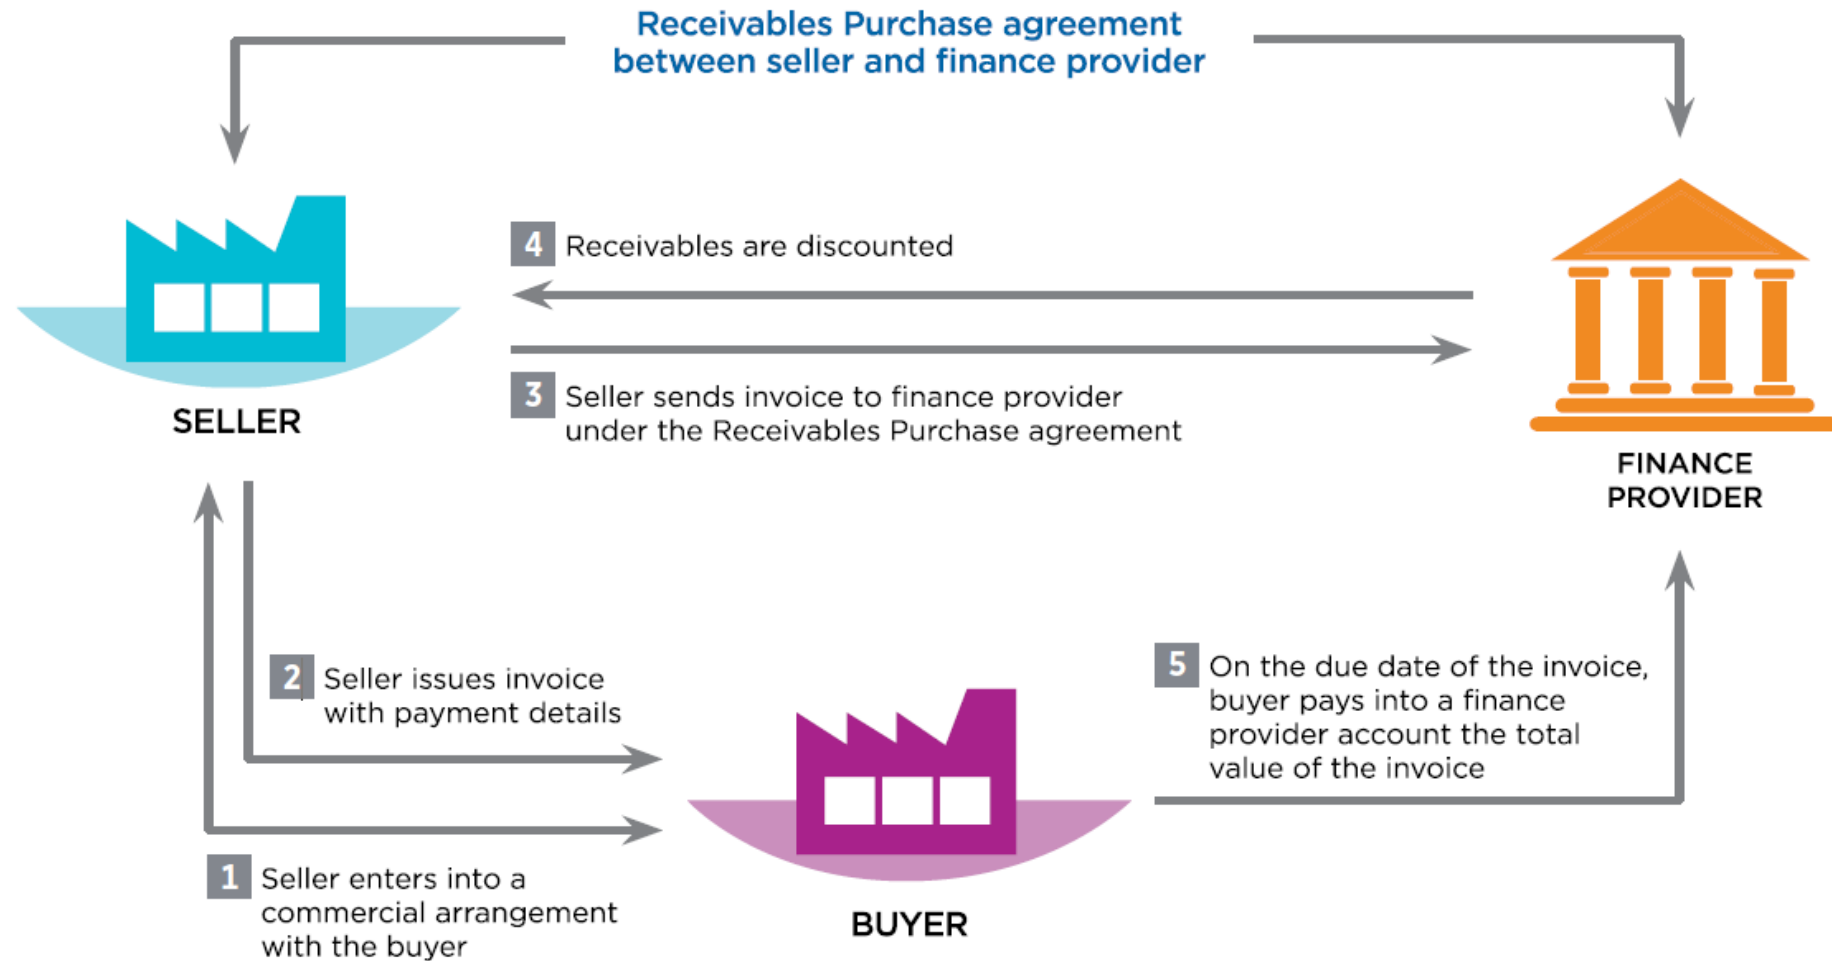 Receivables Purchase agreement
between seller and finance provider
4 Receivables are discounted
3 Seller sends invoice to finance provider
under the Receivables Purchase agreement
SELLER
FINANCE
PROVIDER
2 Seller issues invoice
with payment details
5 On the due date of the invoice,
buyer pays into a finance
provider account the total
value of the invoice
1 Seller enters into a
commercial arrangement
with the buyer
BUYER